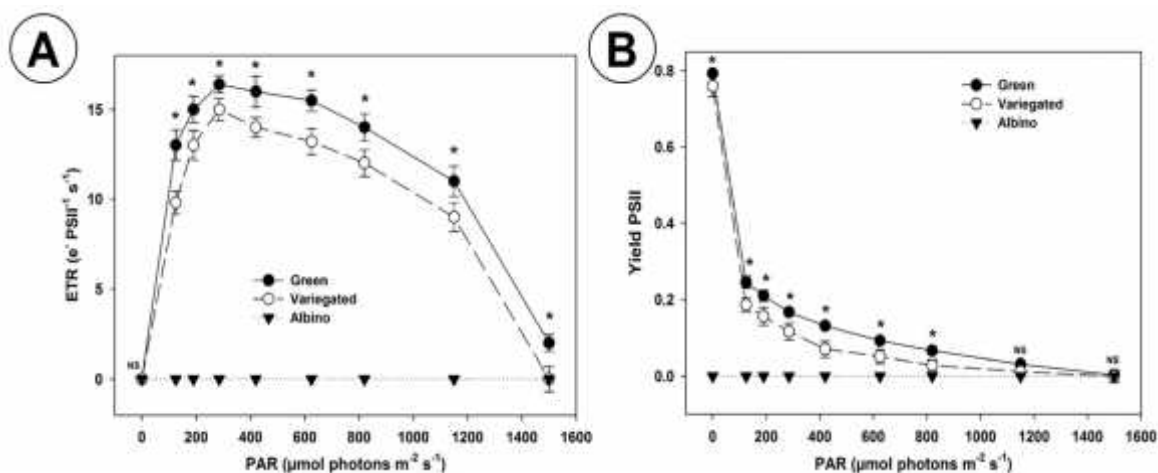 A
15
10
5
0
ETR (e⁻ PSII⁻¹ s⁻¹)
* * * * * * * * 
NS
Green
Variegated
Albino
0 200 400 600 800 1000 1200 1400 1600
PAR (μmol photons m⁻² s⁻¹)
B
0.8
0.6
0.4
0.2
0.0
Yield PSII
* * * * * * * NS NS
Green
Variegated
Albino
0 200 400 600 800 1000 1200 1400 1600
PAR (μmol photons m⁻² s⁻¹)